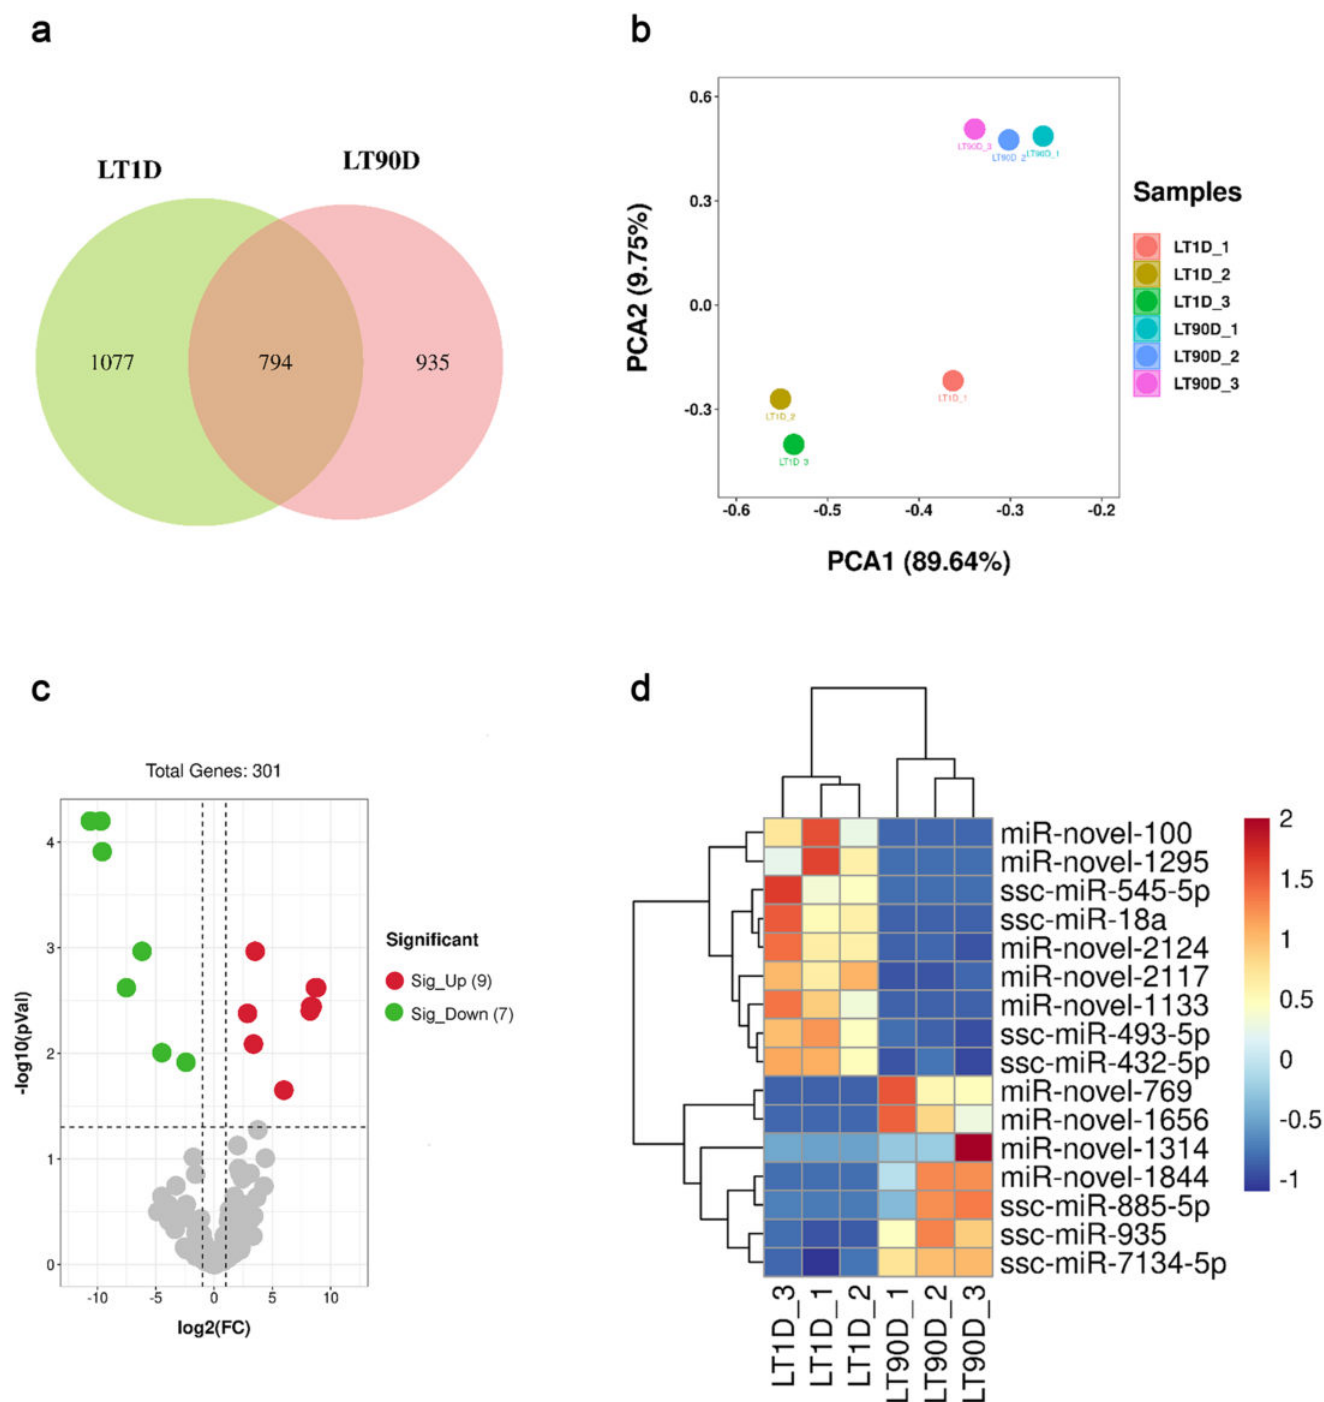 a
LT1D
LT90D
1077
794
935
b
0.6
0.3
0.0
-0.3
PCA2 (9.75%)
LT90D_3
LT90D_2
LT90D_1
LT1D_1
LT1D_2
LT1D_3
-0.6
-0.5
-0.4
-0.3
-0.2
PCA1 (89.64%)
Samples
LT1D_1
LT1D_2
LT1D_3
LT90D_1
LT90D_2
LT90D_3
c
Total Genes: 301
4
3
2
1
0
-log10(pVal)
-10
-5
0
5
10
log2(FC)
Significant
Sig_Up (9)
Sig_Down (7)
d
miR-novel-100
miR-novel-1295
ssc-miR-545-5p
ssc-miR-18a
miR-novel-2124
miR-novel-2117
miR-novel-1133
ssc-miR-493-5p
ssc-miR-432-5p
miR-novel-769
miR-novel-1656
miR-novel-1314
miR-novel-1844
ssc-miR-885-5p
ssc-miR-935
ssc-miR-7134-5p
LT1D_3
LT1D_1
LT1D_2
LT90D_1
LT90D_2
LT90D_3
2
1.5
1
0.5
0
-0.5
-1